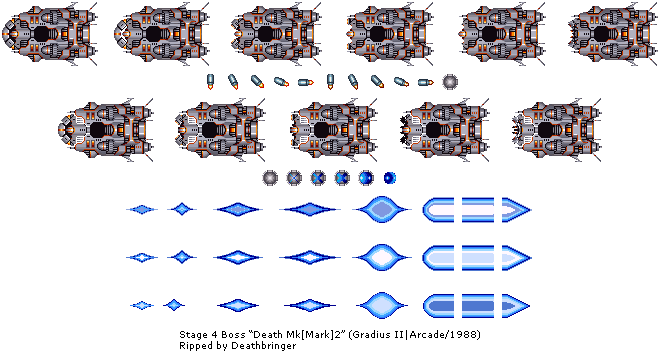 Stage 4 Boss "Death Mk[Mark]2" (Gradius II|Arcade/1988)
Ripped by Deathbringer